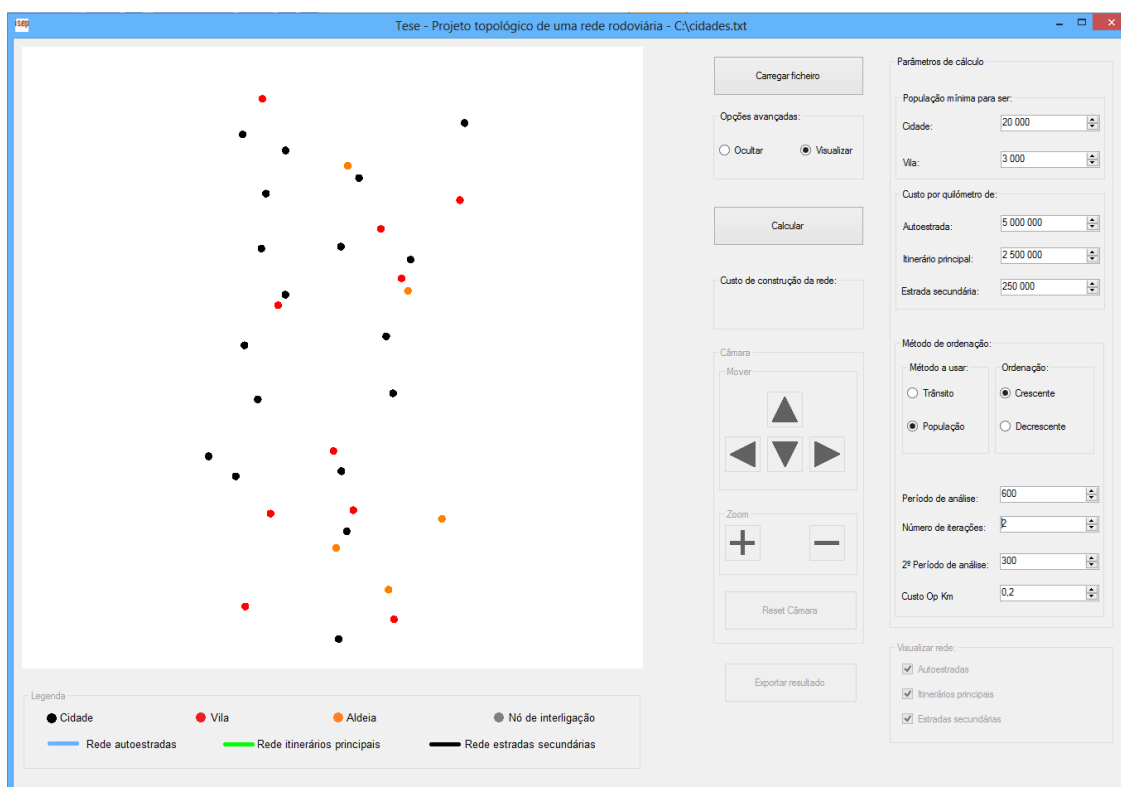 isep
Tese - Projeto topológico de uma rede rodoviária - C:\cidades.txt
Carregar ficheiro
Opções avançadas:
Ocultar
Visualizar
Calcular
Custo de construção da rede:
Câmara
Mover
Zoom
Reset Câmara
Exportar resultado
Parâmetros de cálculo
População mínima para ser:
Cidade:
20 000
Vila:
3 000
Custo por quilómetro de:
Autoestrada:
5 000 000
Itinerário principal:
2 500 000
Estrada secundária:
250 000
Método de ordenação:
Método a usar:
Trânsito
População
Ordenação:
Crescente
Decrescente
Período de análise:
600
Número de iterações:
2
2º Período de análise:
300
Custo Op Km
0,2
Visualizar rede:
Autoestradas
Itinerários principais
Estradas secundárias
Legenda
Cidade
Vila
Aldeia
Nó de interligação
Rede autoestradas
Rede itinerários principais
Rede estradas secundárias